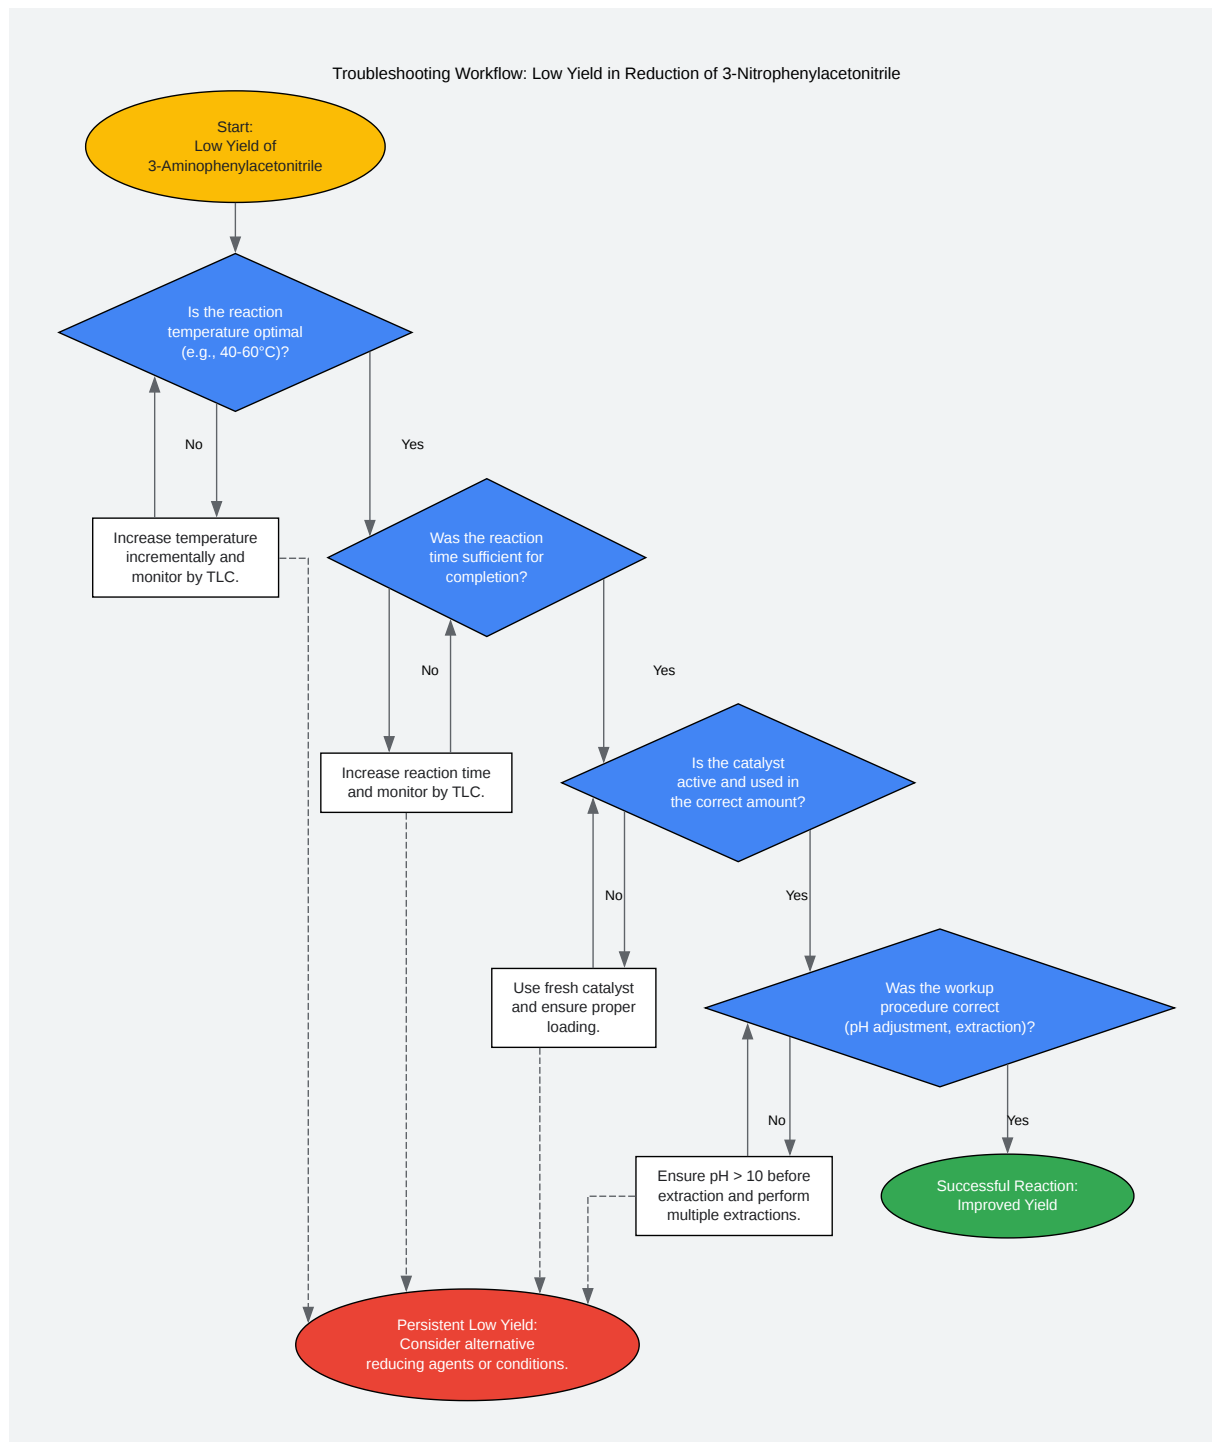 Troubleshooting Workflow: Low Yield in Reduction of 3-Nitrophenylacetonitrile
Start:
Low Yield of
3-Aminophenylacetonitrile
Is the reaction
temperature optimal
(e.g., 40-60°C)?
No
Yes
Increase temperature
incrementally and
monitor by TLC.
Was the reaction
time sufficient for
completion?
No
Yes
Increase reaction time
and monitor by TLC.
Is the catalyst
active and used in
the correct amount?
No
Yes
Use fresh catalyst
and ensure proper
loading.
Was the workup
procedure correct
(pH adjustment, extraction)?
No
Yes
Ensure pH > 10 before
extraction and perform
multiple extractions.
Successful Reaction:
Improved Yield
Persistent Low Yield:
Consider alternative
reducing agents or conditions.